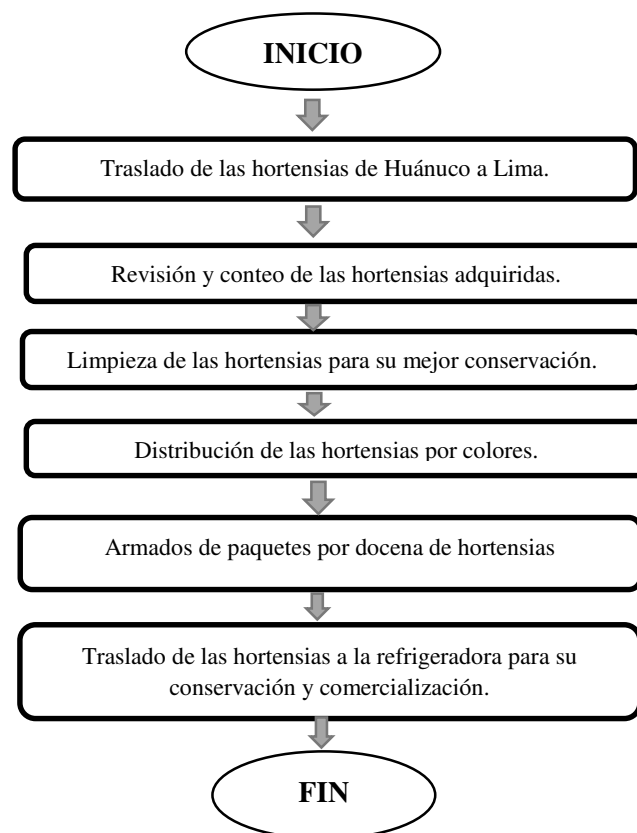 INICIO
Traslado de las hortensias de Huánuco a Lima.
Revisión y conteo de las hortensias adquiridas.
Limpieza de las hortensias para su mejor conservación.
Distribución de las hortensias por colores.
Armados de paquetes por docena de hortensias
Traslado de las hortensias a la refrigeradora para su
conservación y comercialización.
FIN